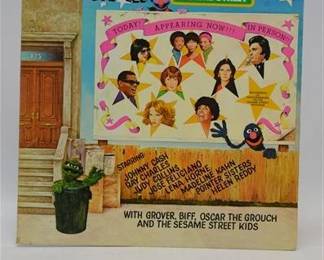 TODAY! APPEARING NOW!!! IN PERSON!!
STARRING
JOHNNY CASH
RAY CHARLES
JUDY COLLINS
JOSE FELICIANO
LENA HORNE
MADELINE KAHN
POINTER SISTERS
HELEN REDDY
WITH GROVER, BIFF, OSCAR THE GROUCH
AND THE SESAME STREET KIDS